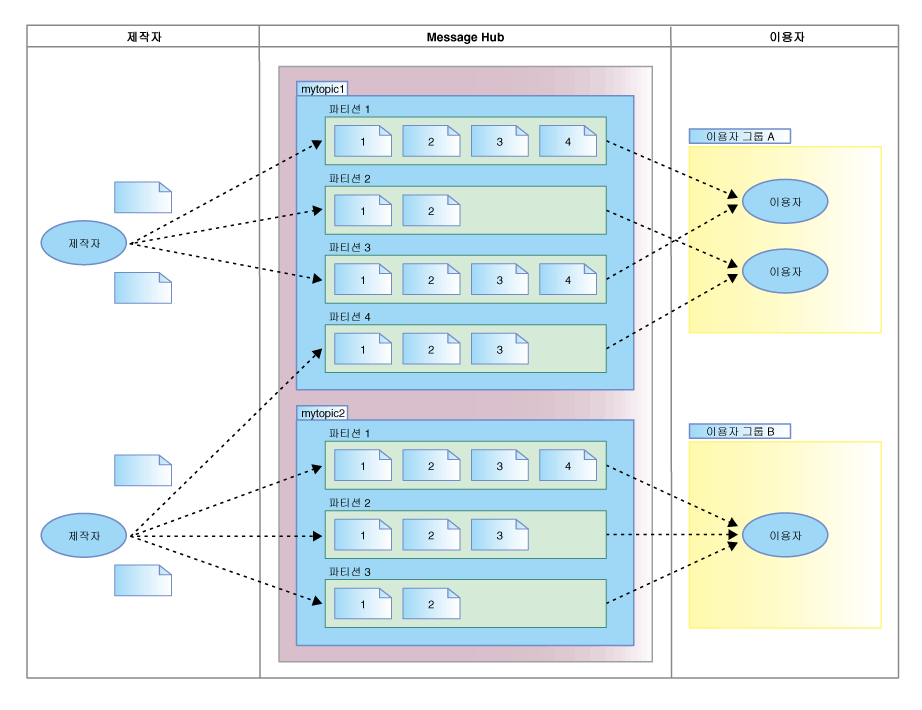 제작자
Message Hub
이용자
mytopic1
파티션 1
1 2 3 4
파티션 2
1 2
파티션 3
1 2 3 4
파티션 4
1 2 3
mytopic2
파티션 1
1 2 3 4
파티션 2
1 2 3
파티션 3
1 2
제작자
제작자
이용자 그룹 A
이용자
이용자
이용자 그룹 B
이용자